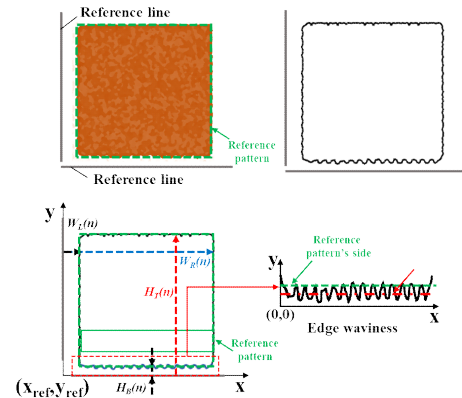 Reference line
Reference
pattern
Reference line
y
W_L(n)
W_R(n)
H_T(n)
Reference
pattern
(x_ref,y_ref)
H_B(n)
x
Reference
pattern's side
y
(0,0)
x
Edge waviness